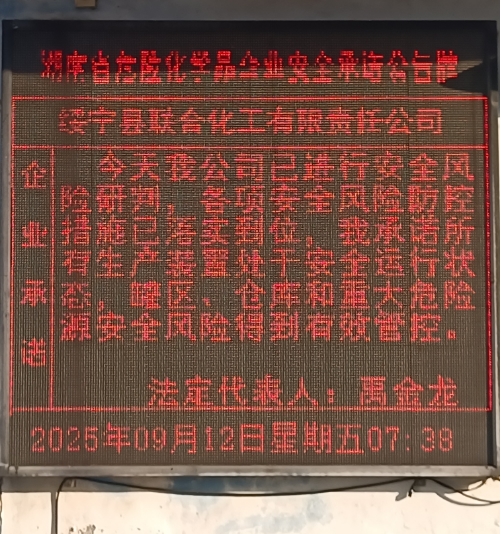 湖南省危险化学品企业安全承诺公告牌
绥宁县联合化工有限责任公司
企业承诺
今天我公司已进行安全风
险研判，各项安全风险防控
措施已落实到位，我承诺所
有生产装置处于安全运行状
态，罐区、仓库和重大危险
源安全风险得到有效管控。
法定代表人：禹金龙
2025年09月12日星期五07:38